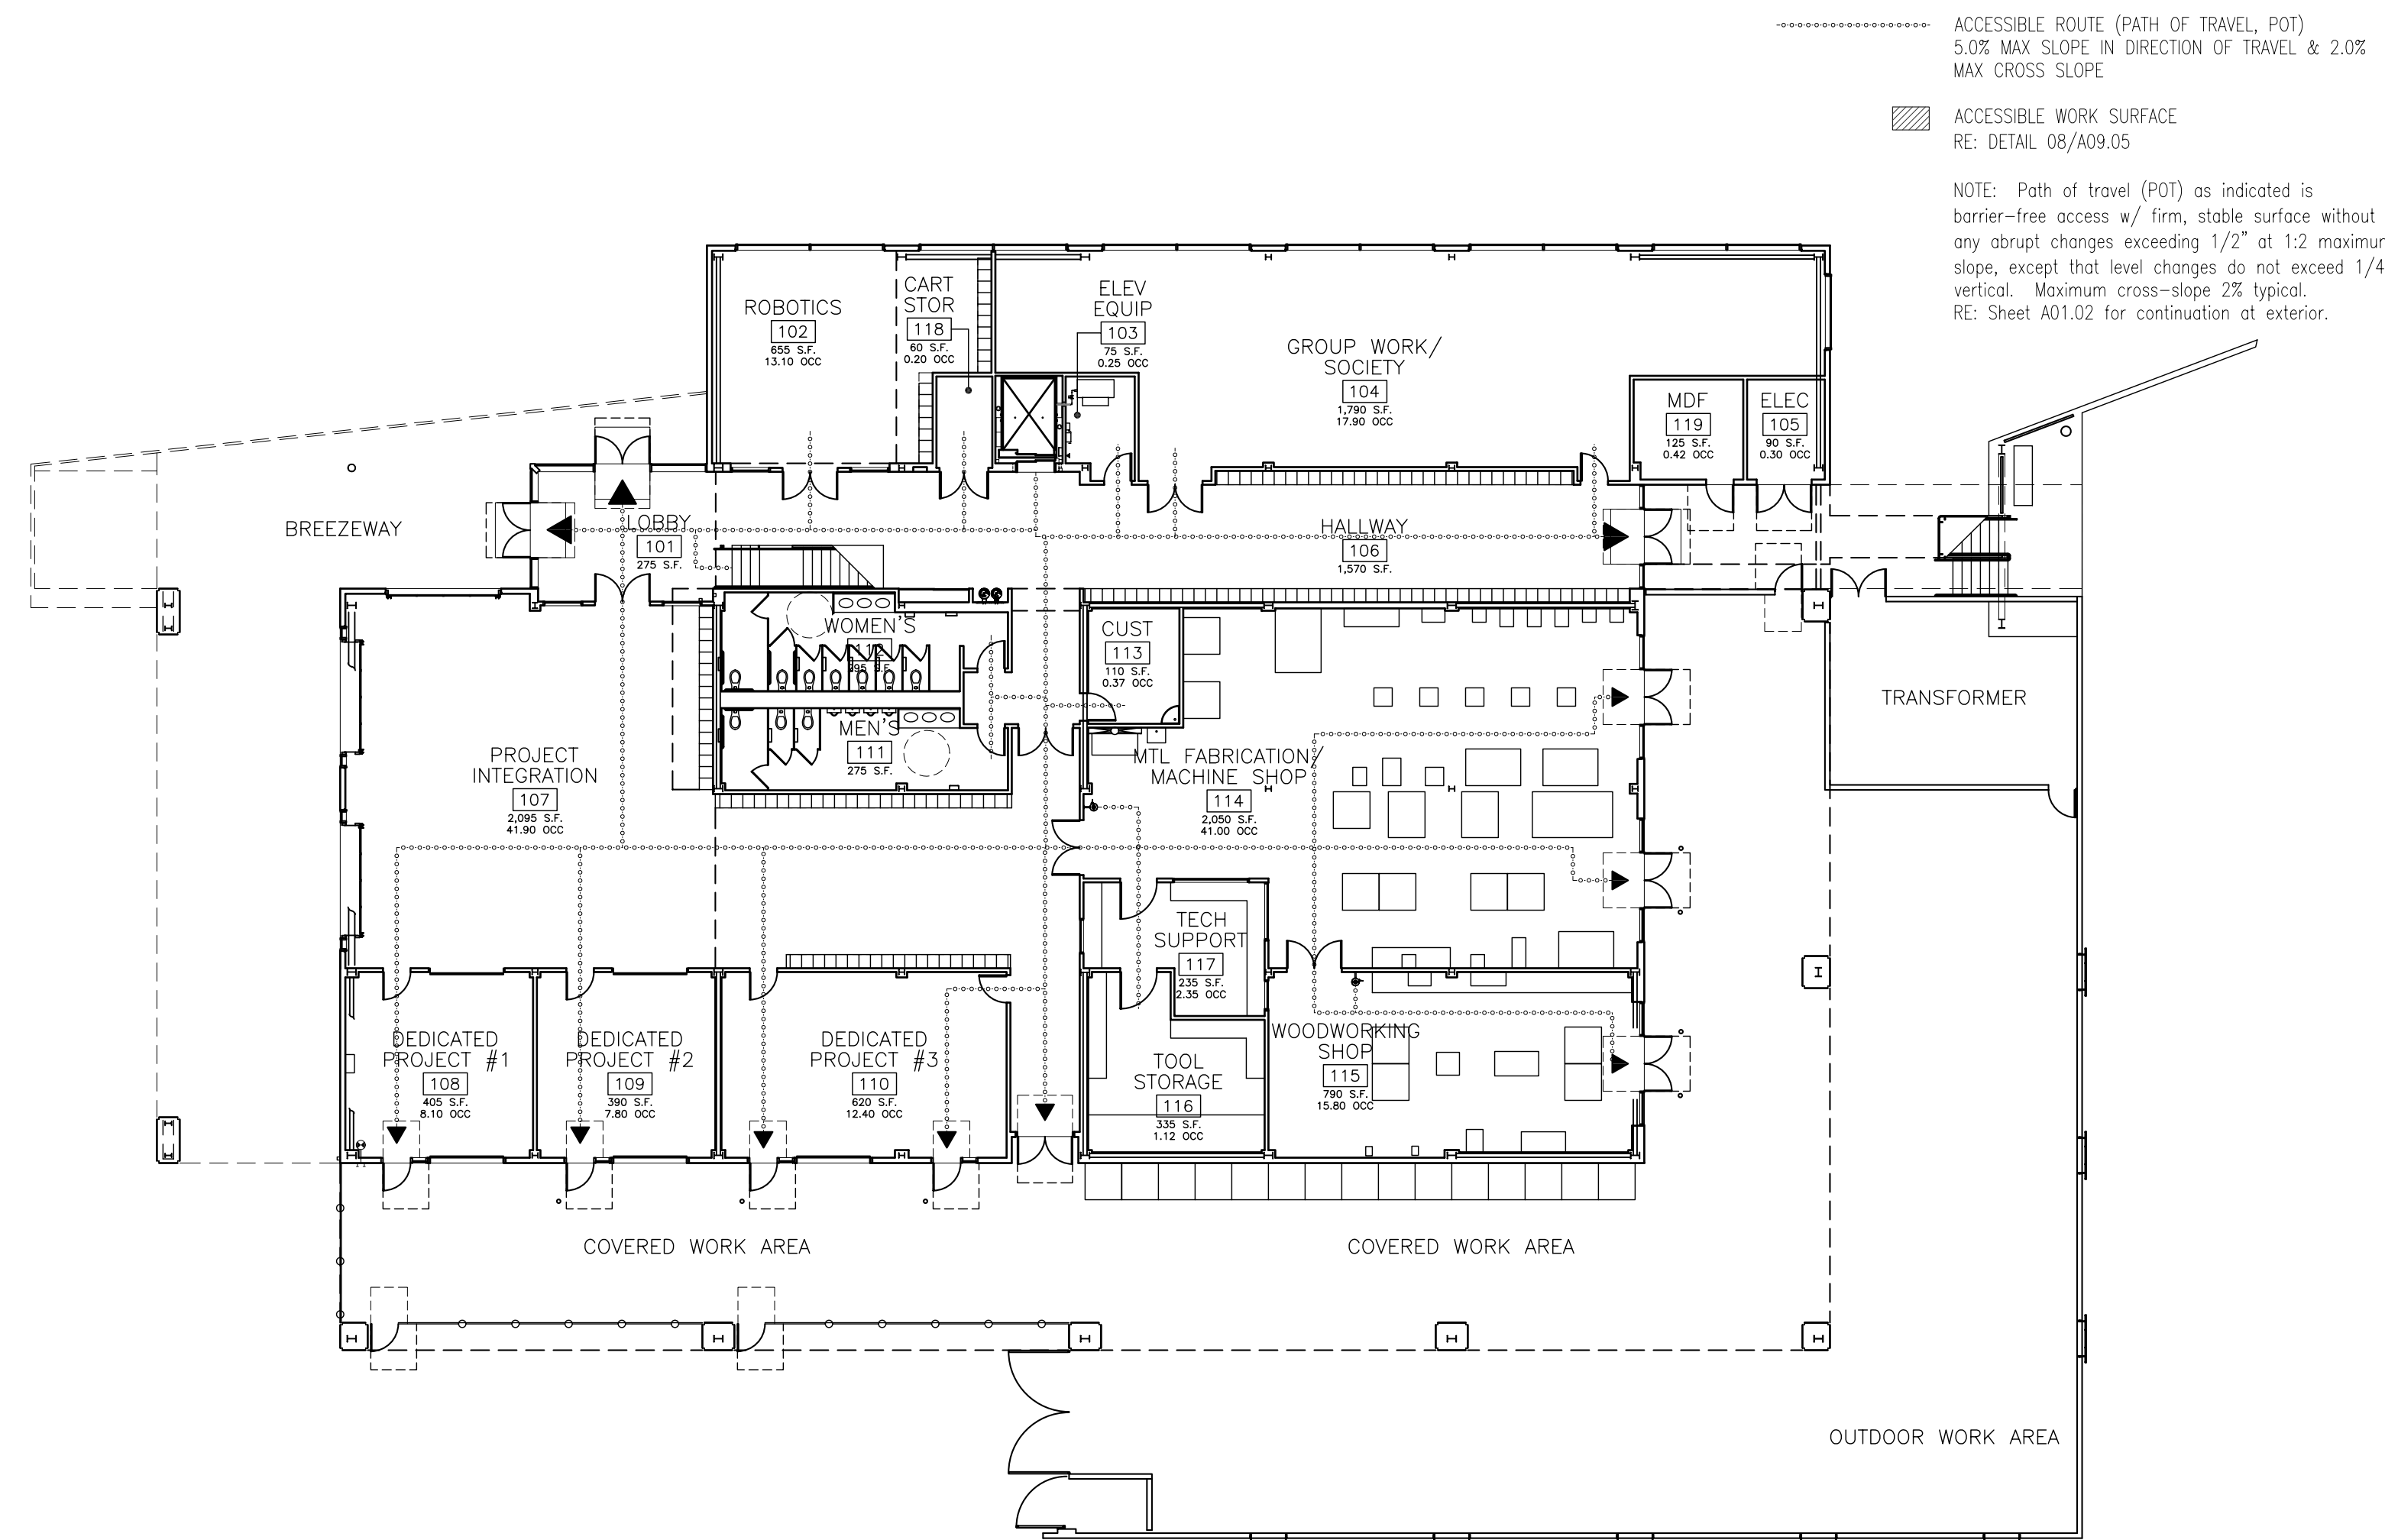 ACCESSIBLE ROUTE (PATH OF TRAVEL, POT)
5.0% MAX SLOPE IN DIRECTION OF TRAVEL & 2.0%
MAX CROSS SLOPE
ACCESSIBLE WORK SURFACE
RE: DETAIL 08/A09.05
NOTE: Path of travel (POT) as indicated is
barrier-free access w/ firm, stable surface without
any abrupt changes exceeding 1/2" at 1:2 maximur
slope, except that level changes do not exceed 1/4
vertical. Maximum cross-slope 2% typical.
RE: Sheet A01.02 for continuation at exterior.
ROBOTICS
102
655 S.F.
13.10 OCC
CART
STOR
118
60 S.F.
0.20 OCC
ELEV
EQUIP
103
75 S.F.
0.25 OCC
GROUP WORK/
SOCIETY
104
1,790 S.F.
17.90 OCC
MDF
119
125 S.F.
0.42 OCC
ELEC
105
90 S.F.
0.30 OCC
BREEZEWAY
LOBBY
101
275 S.F.
HALLWAY
106
1,570 S.F.
WOMEN'S
112
295 S.F.
MEN'S
111
275 S.F.
CUST
113
110 S.F.
0.37 OCC
TRANSFORMER
PROJECT
INTEGRATION
107
2,095 S.F.
41.90 OCC
MTL FABRICATION/
MACHINE SHOP
114
2,050 S.F.
41.00 OCC
TECH
SUPPORT
117
235 S.F.
2.35 OCC
DEDICATED
PROJECT #1
108
405 S.F.
8.10 OCC
DEDICATED
PROJECT #2
109
390 S.F.
7.80 OCC
DEDICATED
PROJECT #3
110
620 S.F.
12.40 OCC
TOOL
STORAGE
116
335 S.F.
1.12 OCC
WOODWORKING
SHOP
115
790 S.F.
15.80 OCC
COVERED WORK AREA
COVERED WORK AREA
OUTDOOR WORK AREA